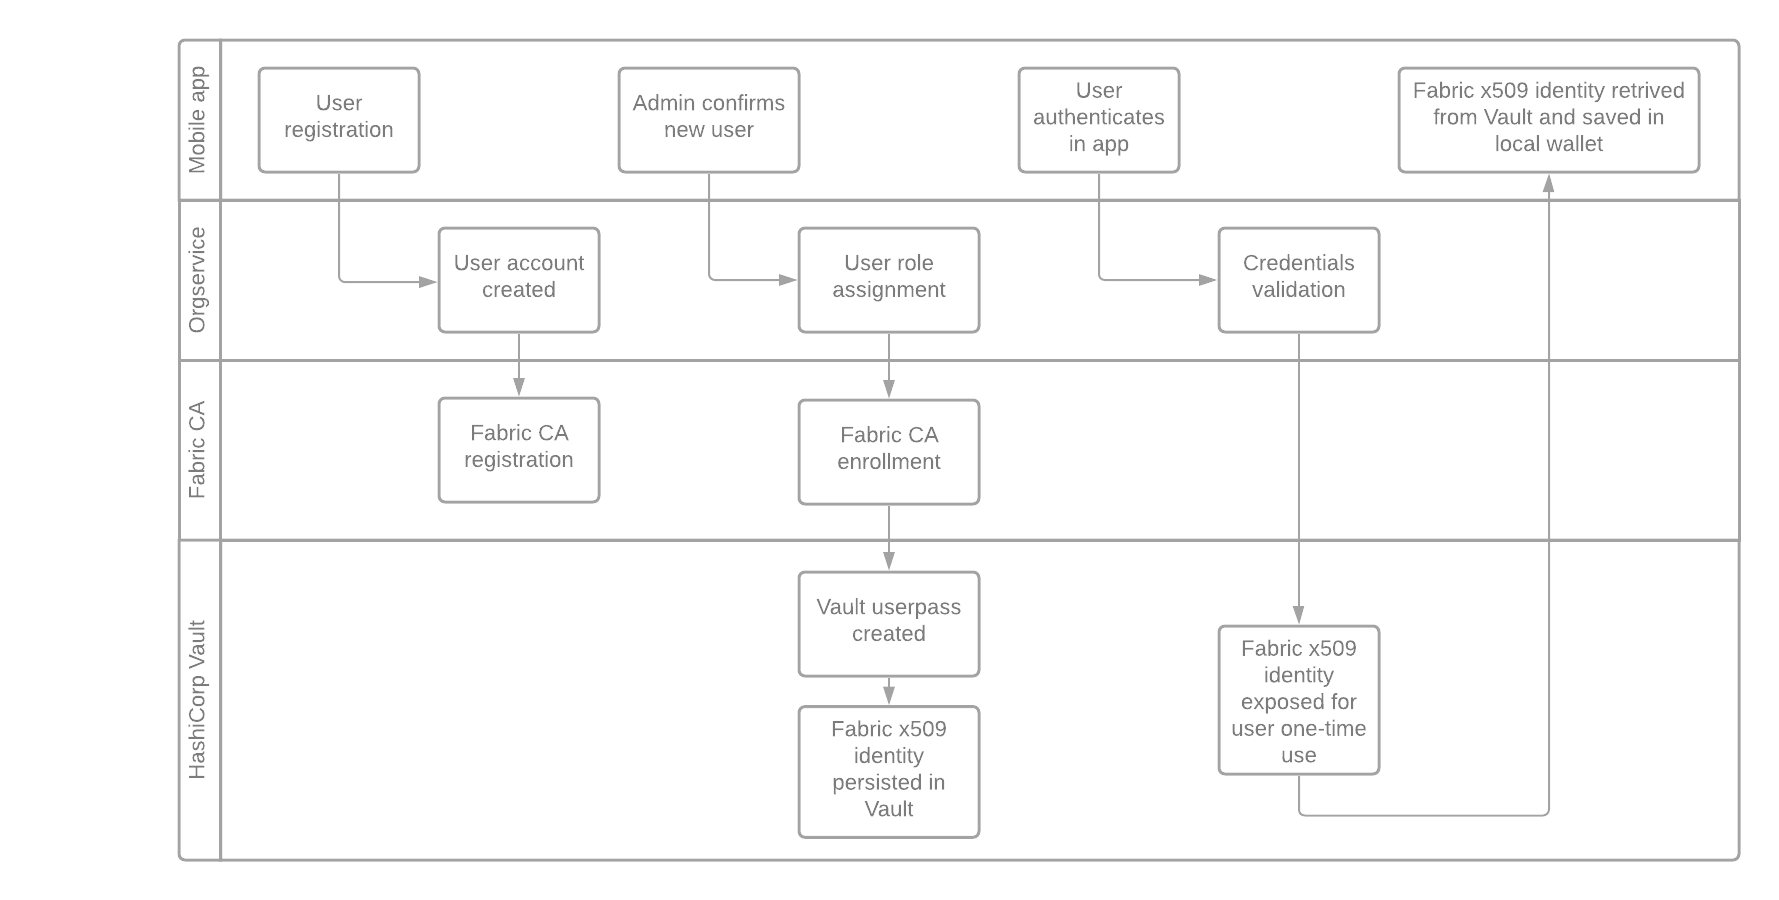 Mobile app
User
registration
Admin confirms
new user
User
authenticates
in app
Fabric x509 identity retrived
from Vault and saved in
local wallet
Orgservice
User account
created
User role
assignment
Credentials
validation
Fabric CA
Fabric CA
registration
Fabric CA
enrollment
HashiCorp Vault
Vault userpass
created
Fabric x509
identity
persisted in
Vault
Fabric x509
identity
exposed for
user one-time
use